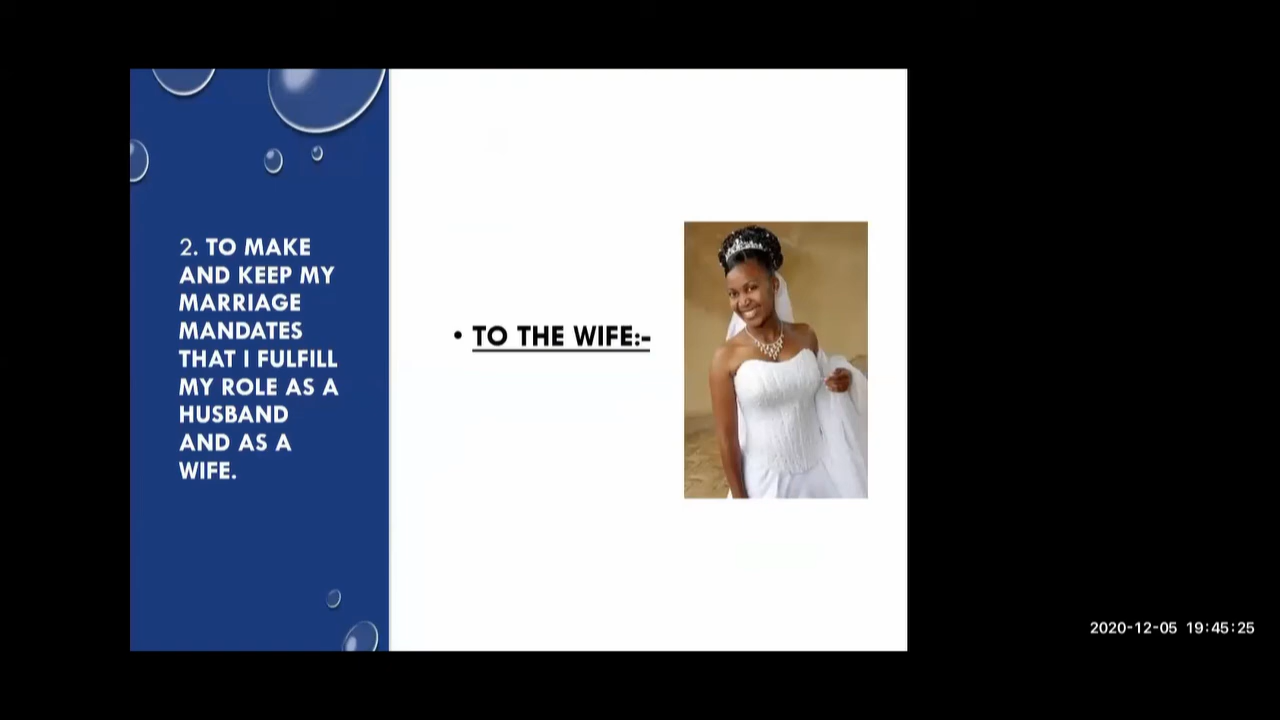 2. TO MAKE
AND KEEP MY
MARRIAGE
MANDATES
THAT I FULFILL
MY ROLE AS A
HUSBAND
AND AS A
WIFE.
• TO THE WIFE:-
2020-12-05 19:45:25